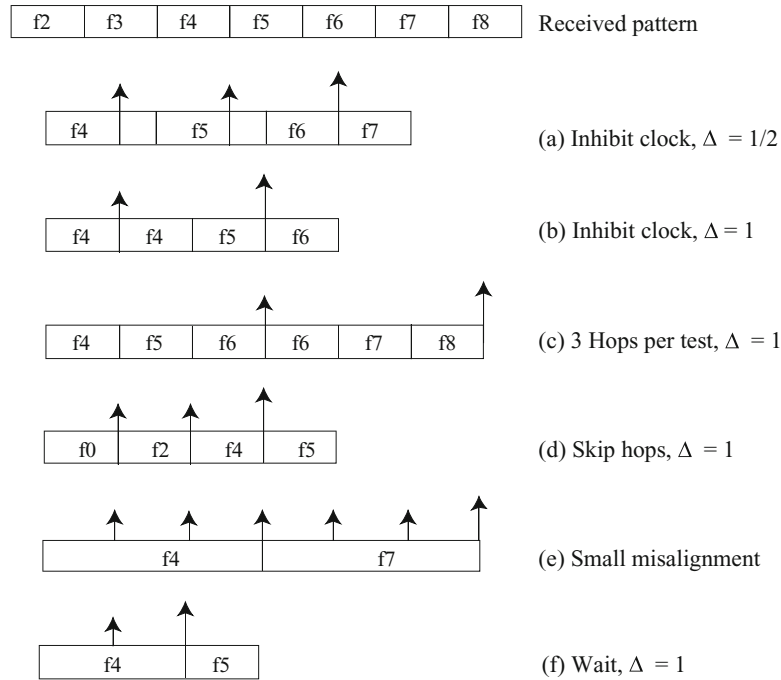 f2 f3 f4 f5 f6 f7 f8 Received pattern
f4 f5 f6 f7 (a) Inhibit clock, Δ = 1/2
f4 f4 f5 f6 (b) Inhibit clock, Δ = 1
f4 f5 f6 f6 f7 f8 (c) 3 Hops per test, Δ = 1
f0 f2 f4 f5 (d) Skip hops, Δ = 1
f4 f7 (e) Small misalignment
f4 f5 (f) Wait, Δ = 1